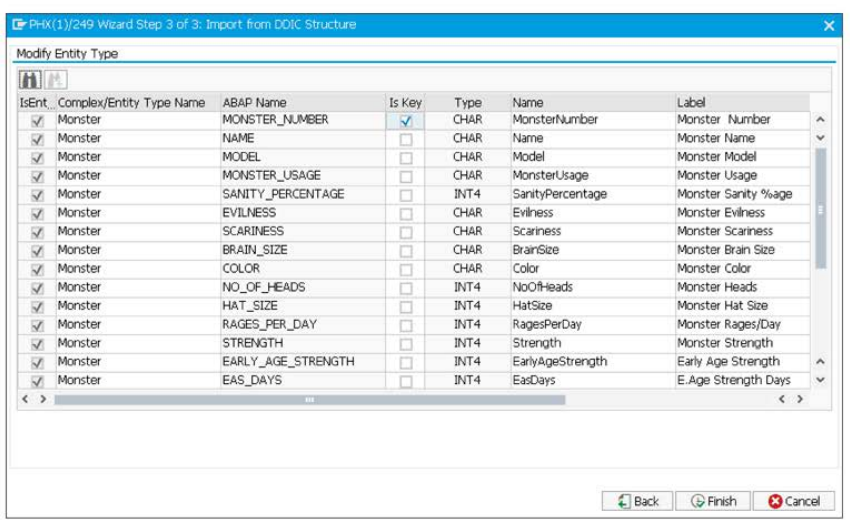 PHX(1)/249 Wizard Step 3 of 3: Import from DDIC Structure
Modify Entity Type
IsEnt... Complex/Entity Type Name ABAP Name Is Key Type Name Label
Monster MONSTER_NUMBER CHAR MonsterNumber Monster Number
Monster NAME CHAR Name Monster Name
Monster MODEL CHAR Model Monster Model
Monster MONSTER_USAGE CHAR MonsterUsage Monster Usage
Monster SANITY_PERCENTAGE INT4 SanityPercentage Monster Sanity %age
Monster EVILNESS CHAR Evilness Monster Evilness
Monster SCARINESS CHAR Scariness Monster Scariness
Monster BRAIN_SIZE CHAR BrainSize Monster Brain Size
Monster COLOR CHAR Color Monster Color
Monster NO_OF_HEADS INT4 NoOfHeads Monster Heads
Monster HAT_SIZE INT4 HatSize Monster Hat Size
Monster RAGES_PER_DAY INT4 RagesPerDay Monster Rages/Day
Monster STRENGTH INT4 Strength Monster Strength
Monster EARLY_AGE_STRENGTH INT4 EarlyAgeStrength Early Age Strength
Monster EAS_DAYS INT4 EasDays E.Age Strength Days
Back Finish Cancel